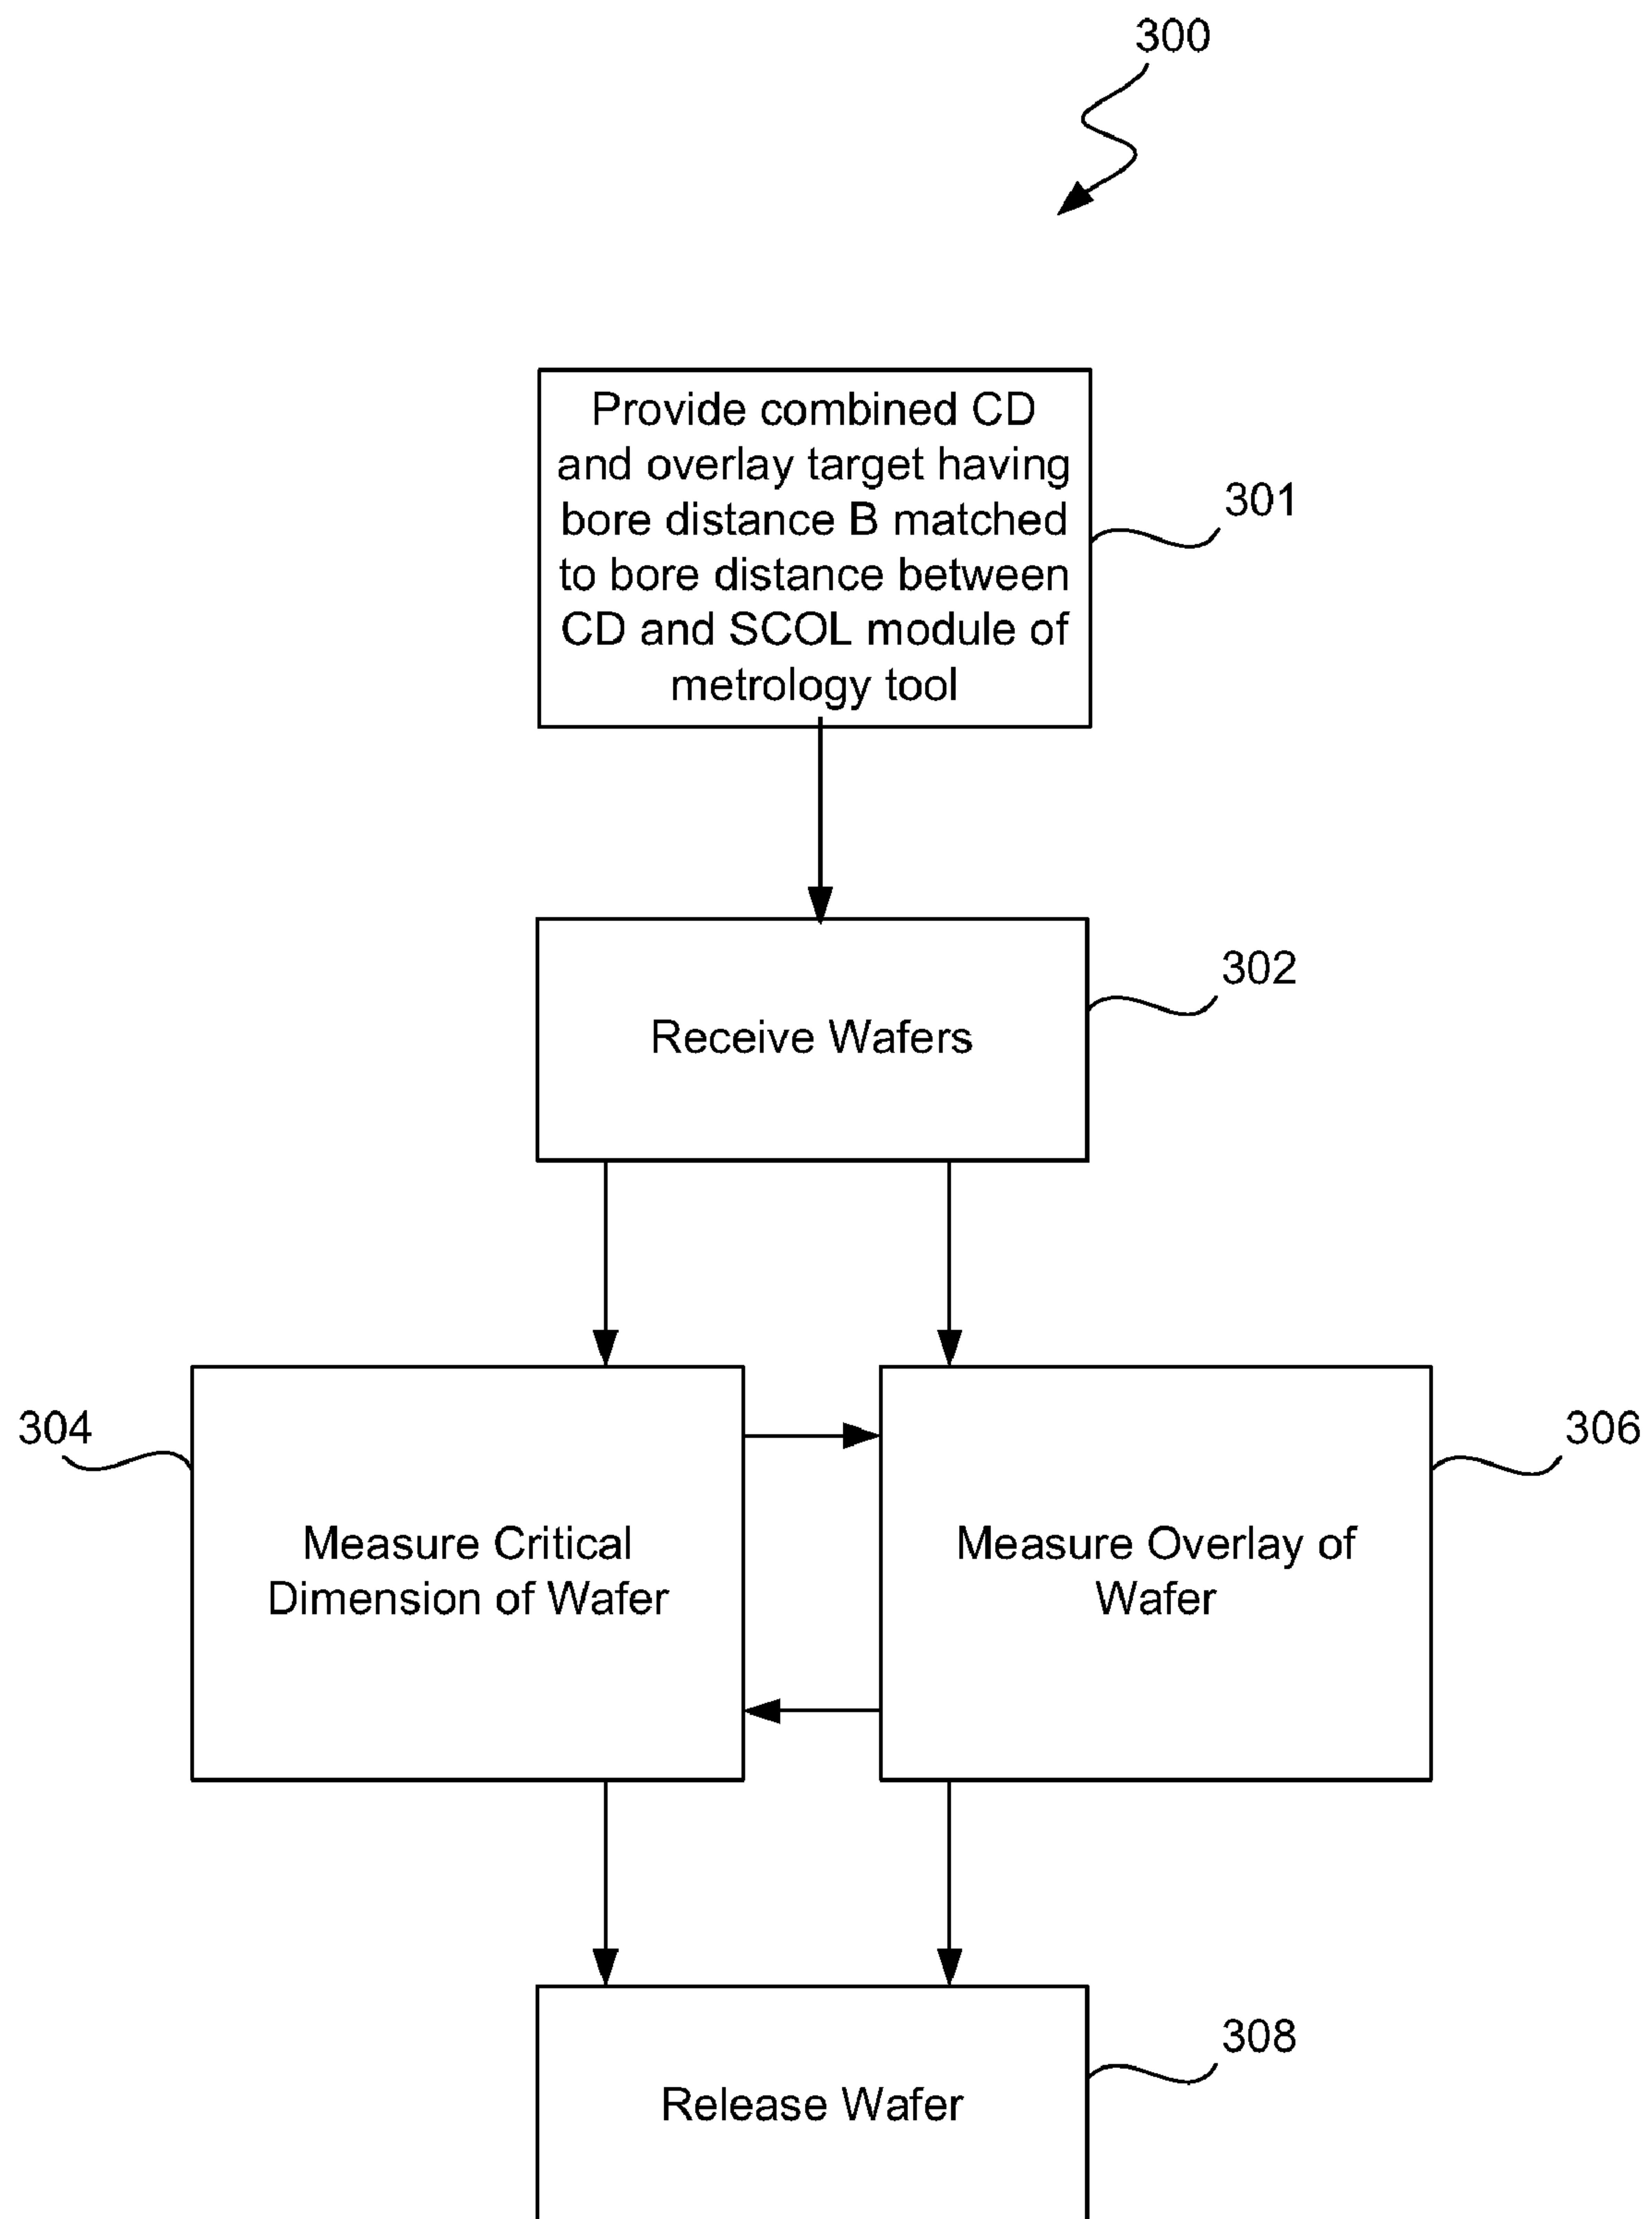 300
Provide combined CD
and overlay target having
bore distance B matched
to bore distance between
CD and SCOL module of
metrology tool
301
Receive Wafers
302
304
Measure Critical
Dimension of Wafer
Measure Overlay of
Wafer
306
Release Wafer
308